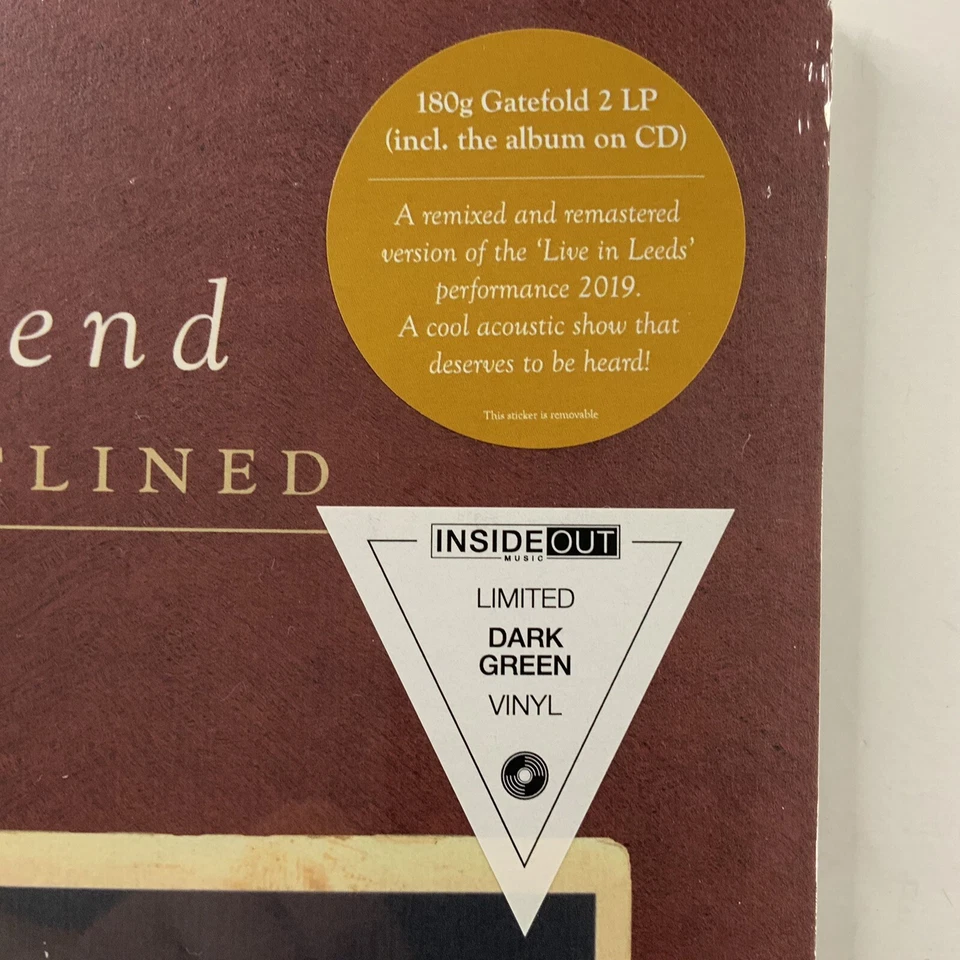 180g Gatefold 2 LP
(incl. the album on CD)
A remixed and remastered
version of the 'Live in Leeds'
performance 2019.
A cool acoustic show that
deserves to be heard!
This sticker is removable
end
LINED
INSIDEOUT
MUSIC
LIMITED
DARK
GREEN
VINYL